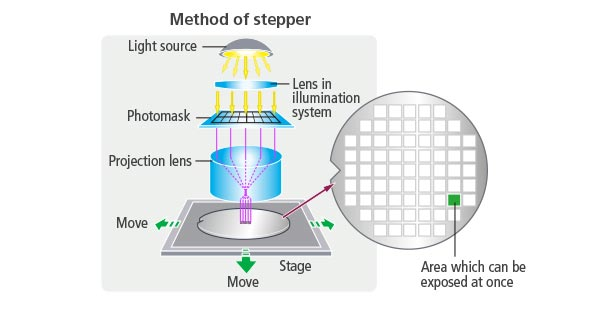 Method of stepper
Light source
Lens in
illumination
system
Photomask
Projection lens
Move
Stage
Move
Area which can be
exposed at once